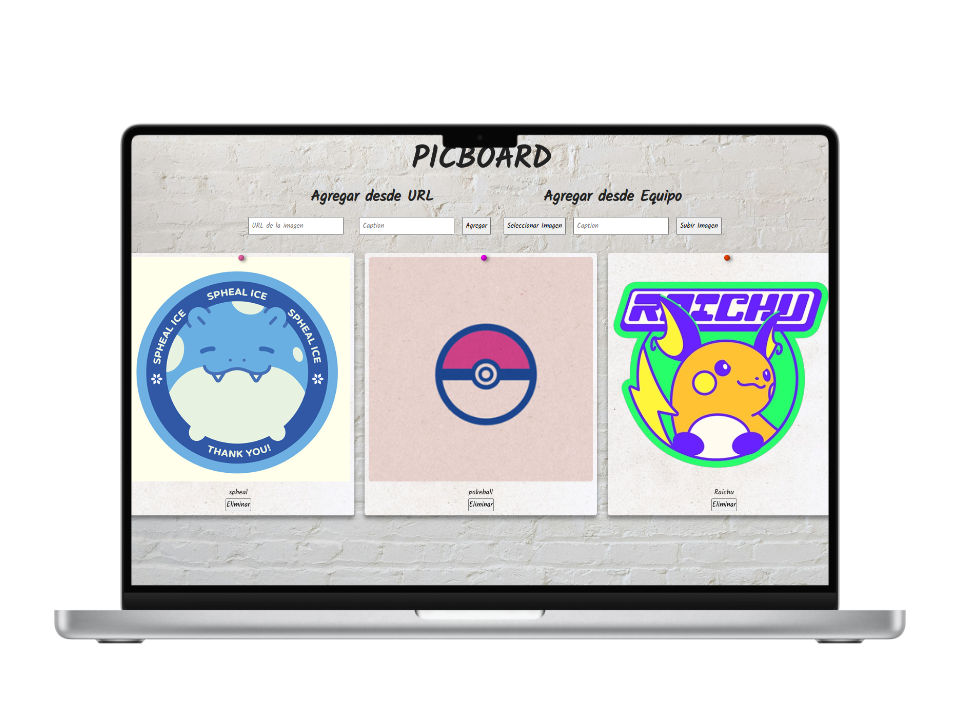 PICBOARD
Agregar desde URL
Agregar desde Equipo
URL de la imagen
Caption
Agregar
Seleccionar Imagen
Caption
Subir Imagen
SPHEAL ICE
SPHEAL ICE
SPHEAL ICE
THANK YOU!
RAICHU
spheal
Eliminar
pokeball
Eliminar
Raichu
Eliminar